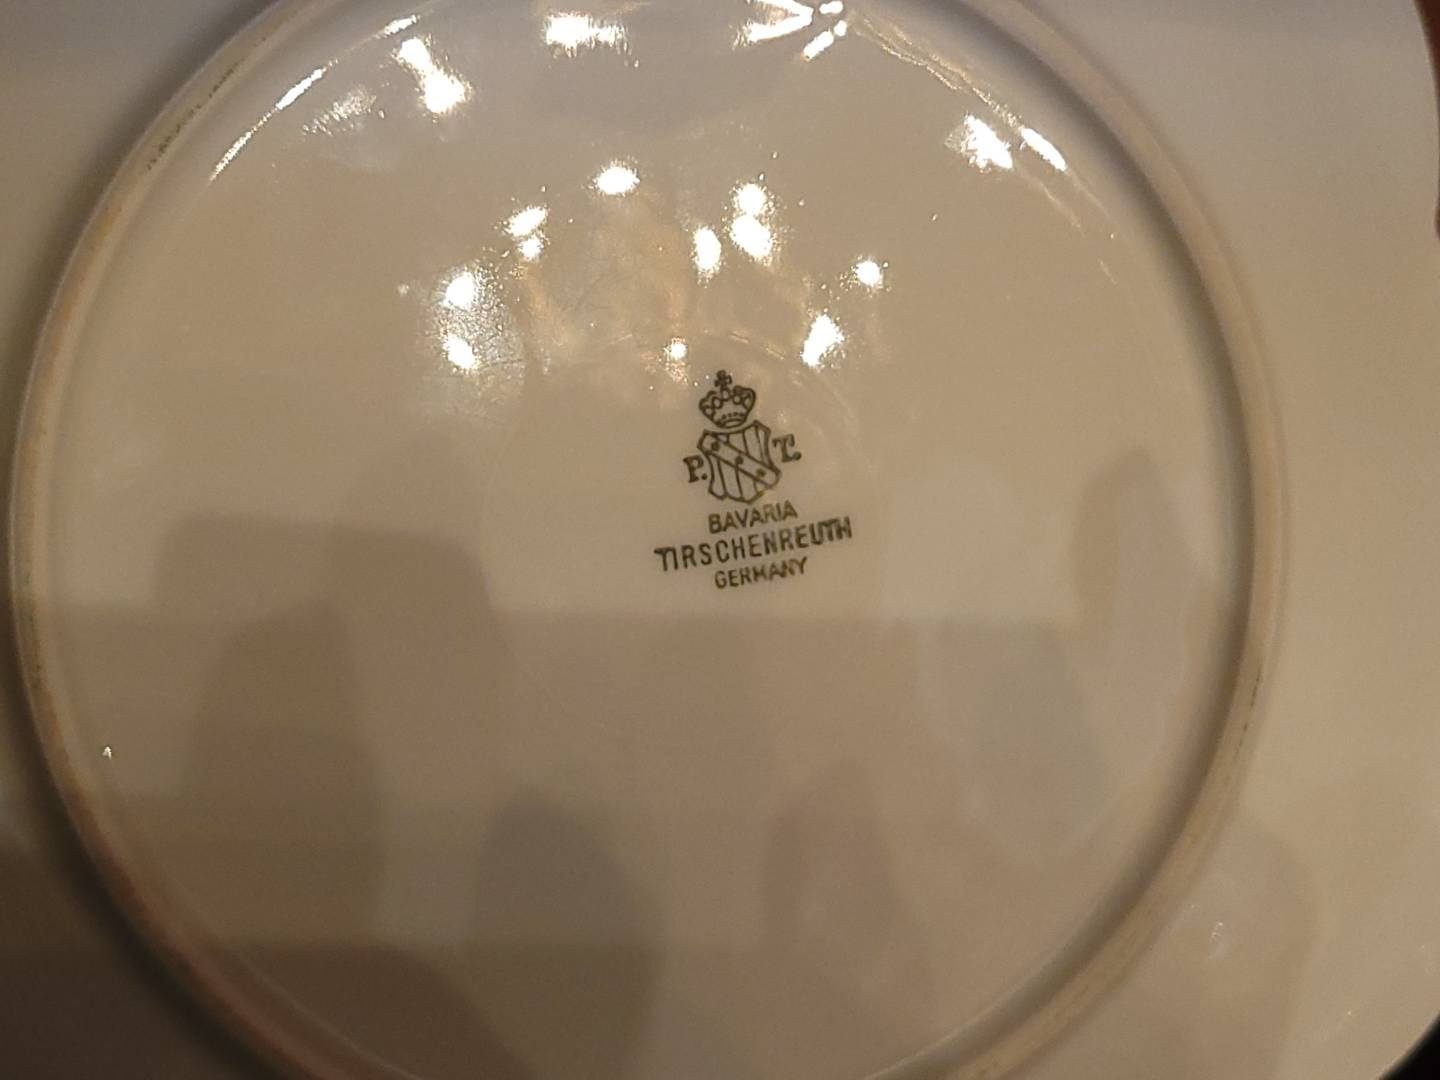 P. T.
BAVARIA
TIRSCHENREUTH
GERMANY